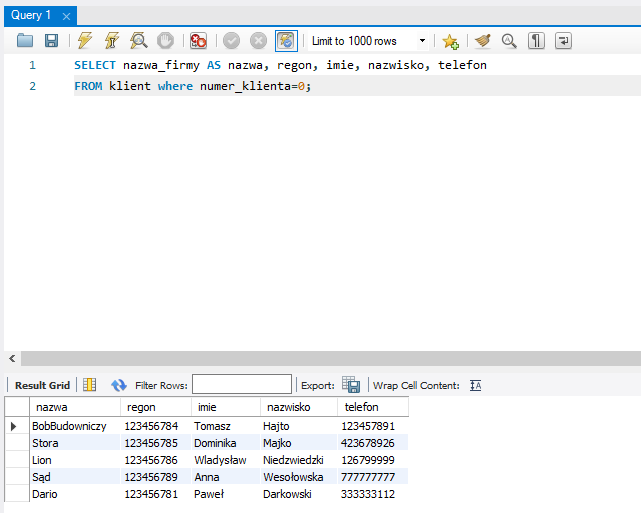 Query 1
Limit to 1000 rows
1 SELECT nazwa_firmy AS nazwa, regon, imie, nazwisko, telefon
2 FROM klient where numer_klienta=0;
Result Grid Filter Rows: Export: Wrap Cell Content:
nazwa regon imie nazwisko telefon
BobBudowniczy 123456784 Tomasz Hajto 123457891
Stora 123456785 Dominika Majko 423678926
Lion 123456786 Wladysław Niedzwiedzki 126799999
Sąd 123456789 Anna Wesołowska 777777777
Dario 123456781 Paweł Darkowski 333333112